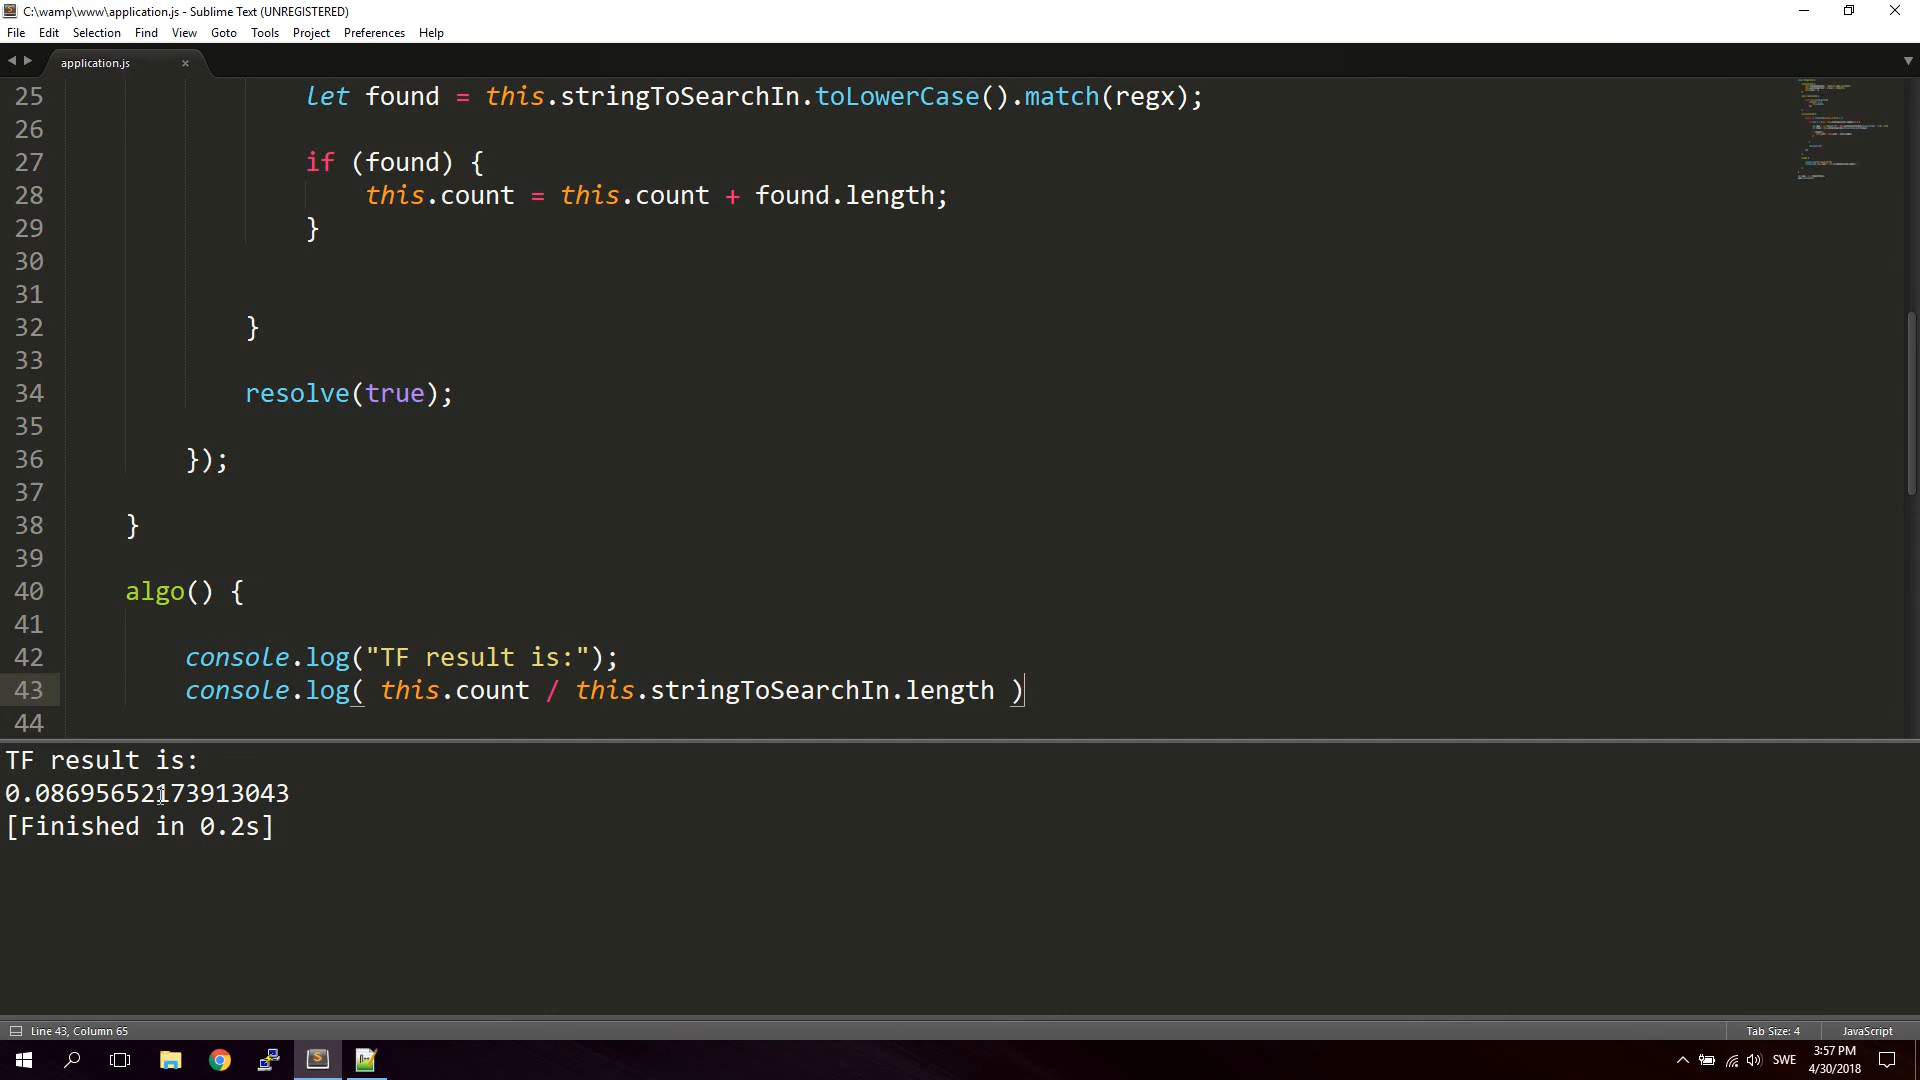 C:\wamp\www\application.js - Sublime Text (UNREGISTERED)
File Edit Selection Find View Goto Tools Project Preferences Help
application.js
25 let found = this.stringToSearchIn.toLowerCase().match(regx);
26
27 if (found) {
28 this.count = this.count + found.length;
29 }
30
31
32 }
33
34 resolve(true);
35
36 });
37
38 }
39
40 algo() {
41
42 console.log("TF result is:");
43 console.log( this.count / this.stringToSearchIn.length )
44
TF result is:
0.08695652173913043
[Finished in 0.2s]
Line 43, Column 65 Tab Size: 4 JavaScript
SWE 3:57 PM
4/30/2018